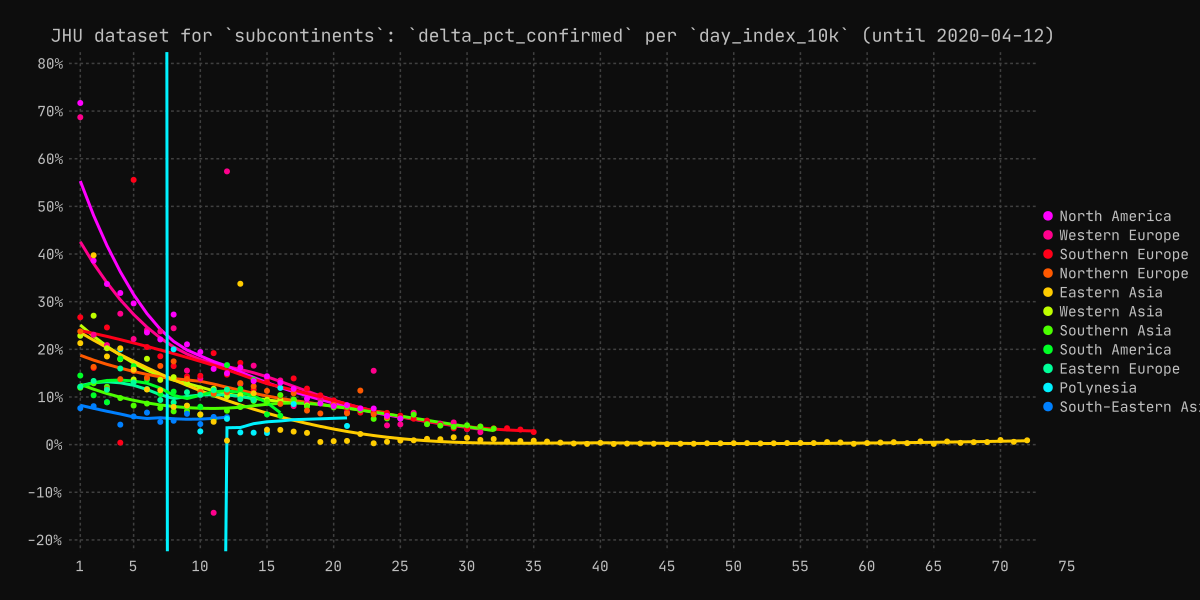 JHU dataset for `subcontinents`: `delta_pct_confirmed` per `day_index_10k` (until 2020-04-12)
80%
70%
60%
50%
40%
30%
20%
10%
0%
-10%
-20%
1 5 10 15 20 25 30 35 40 45 50 55 60 65 70 75
North America
Western Europe
Southern Europe
Northern Europe
Eastern Asia
Western Asia
Southern Asia
South America
Eastern Europe
Polynesia
South-Eastern Asi